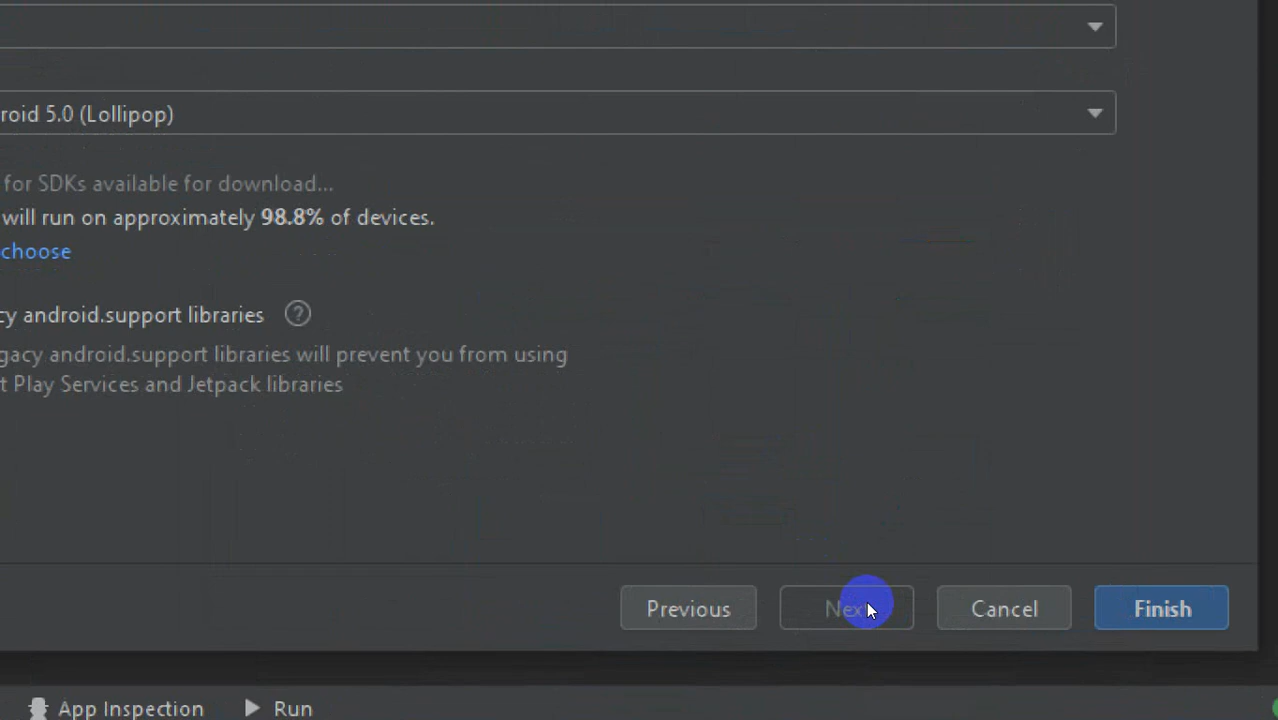 roid 5.0 (Lollipop)
for SDKs available for download...
will run on approximately 98.8% of devices.
choose
cy android.support libraries ?
gacy android.support libraries will prevent you from using
t Play Services and Jetpack libraries
Previous Next Cancel Finish
App Inspection Run